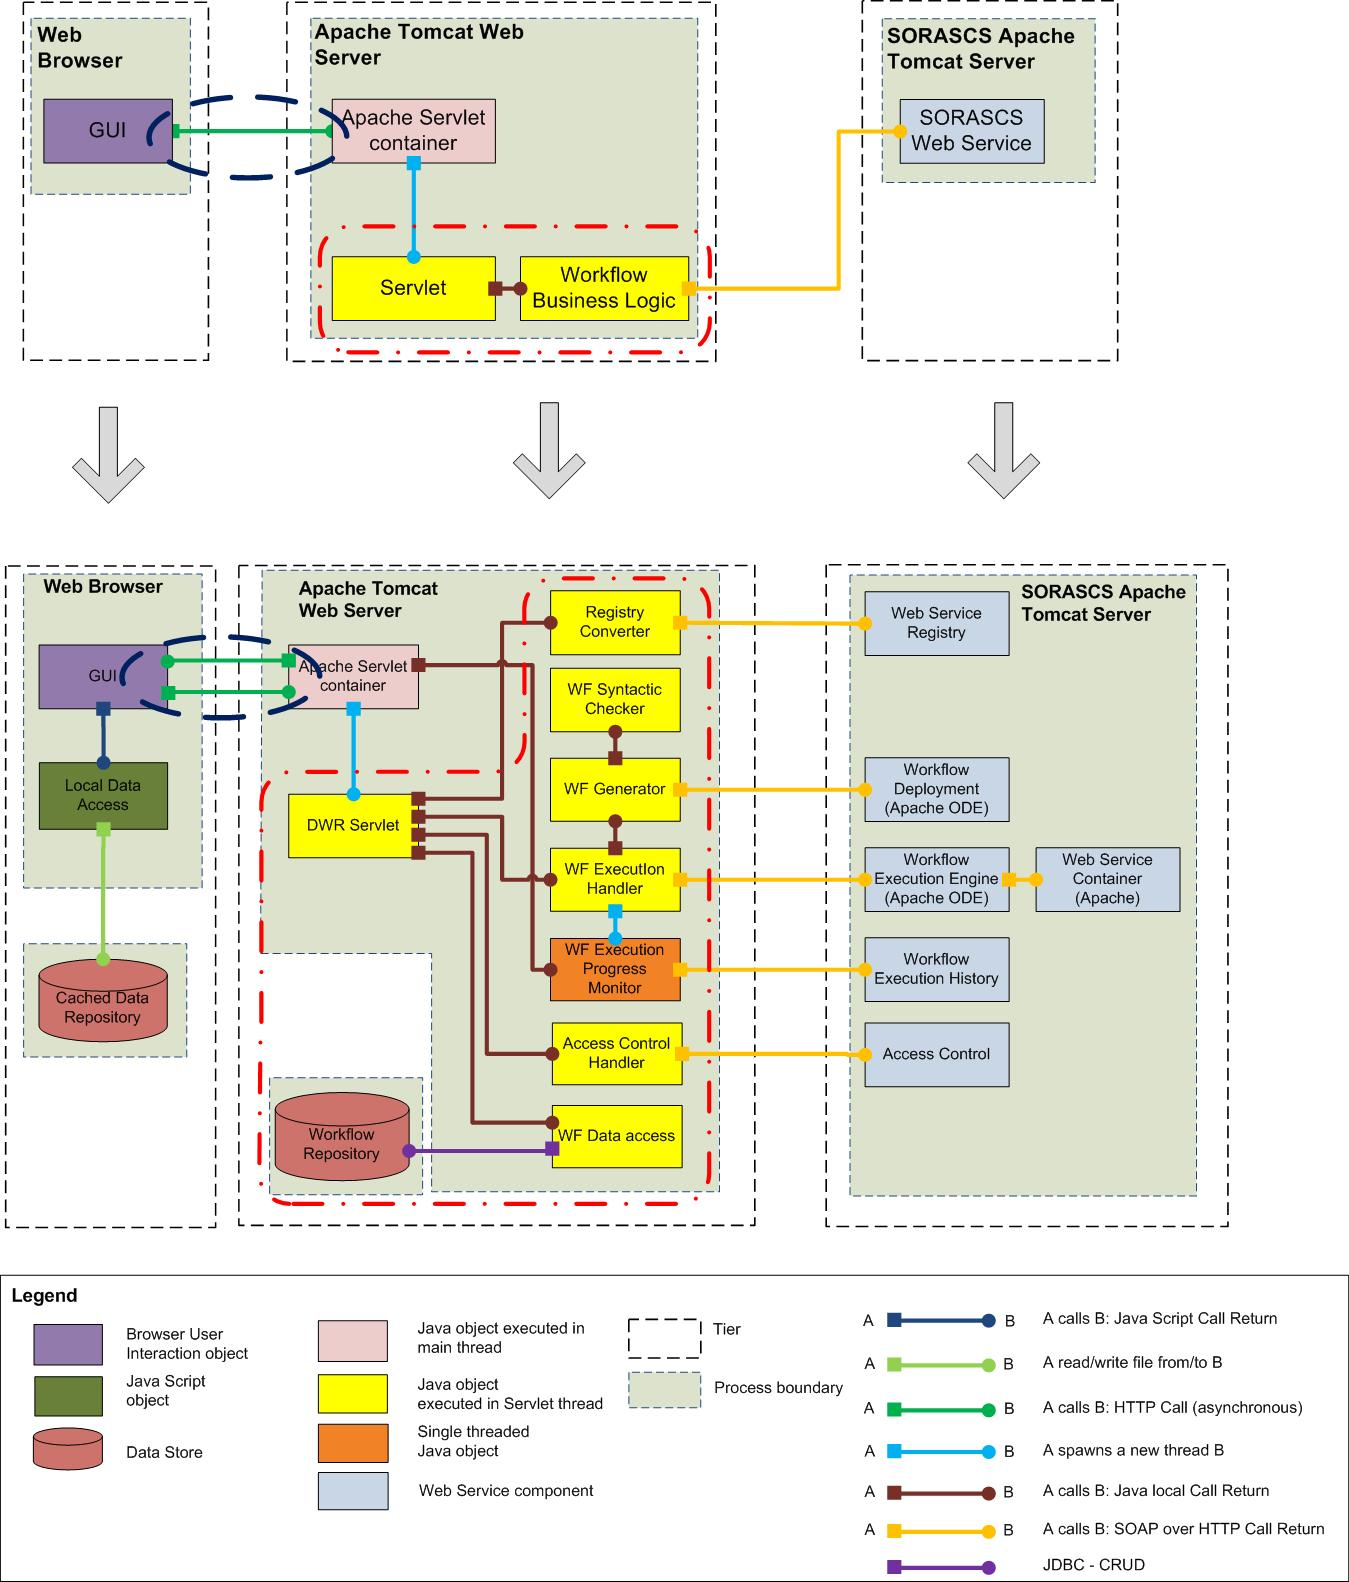 Web
Browser
GUI
Apache Tomcat Web
Server
Apache Servlet
container
Servlet
Workflow
Business Logic
SORASCS Apache
Tomcat Server
SORASCS
Web Service
Web Browser
GUI
Local Data
Access
Cached Data
Repository
Apache Tomcat
Web Server
Apache Servlet
container
DWR Servlet
Workflow
Repository
Registry
Converter
WF Syntactic
Checker
WF Generator
WF Execution
Handler
WF Execution
Progress
Monitor
Access Control
Handler
WF Data access
SORASCS Apache
Tomcat Server
Web Service
Registry
Workflow
Deployment
(Apache ODE)
Workflow
Execution Engine
(Apache ODE)
Web Service
Container
(Apache)
Workflow
Execution History
Access Control
Legend
Browser User
Interaction object
Java Script
object
Data Store
Java object executed in
main thread
Java object
executed in Servlet thread
Single threaded
Java object
Web Service component
Tier
Process boundary
A B A calls B: Java Script Call Return
A B A read/write file from/to B
A B A calls B: HTTP Call (asynchronous)
A B A spawns a new thread B
A B A calls B: Java local Call Return
A B A calls B: SOAP over HTTP Call Return
JDBC - CRUD